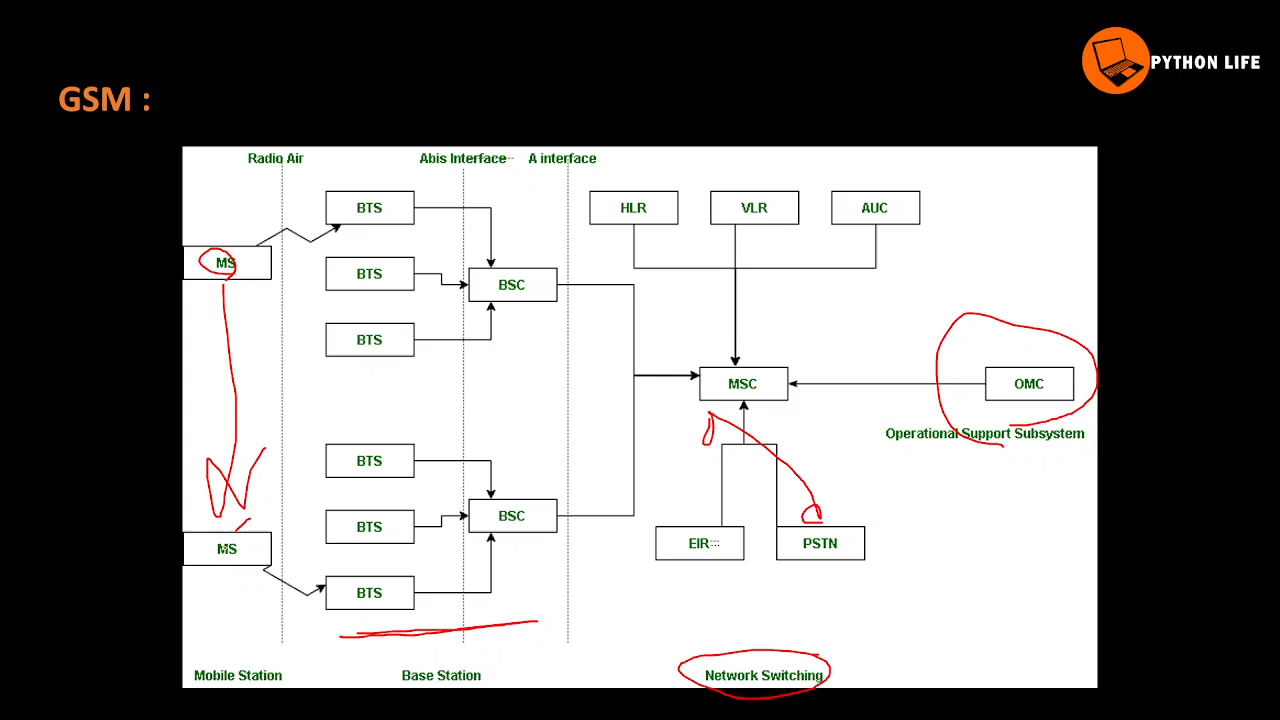 PYTHON LIFE
GSM :
Radio Air Abis Interface A interface
BTS HLR VLR AUC
MS
BTS BSC
BTS
MSC OMC
Operational Support Subsystem
BTS
BTS BSC
MS EIR PSTN
BTS
Mobile Station Base Station Network Switching